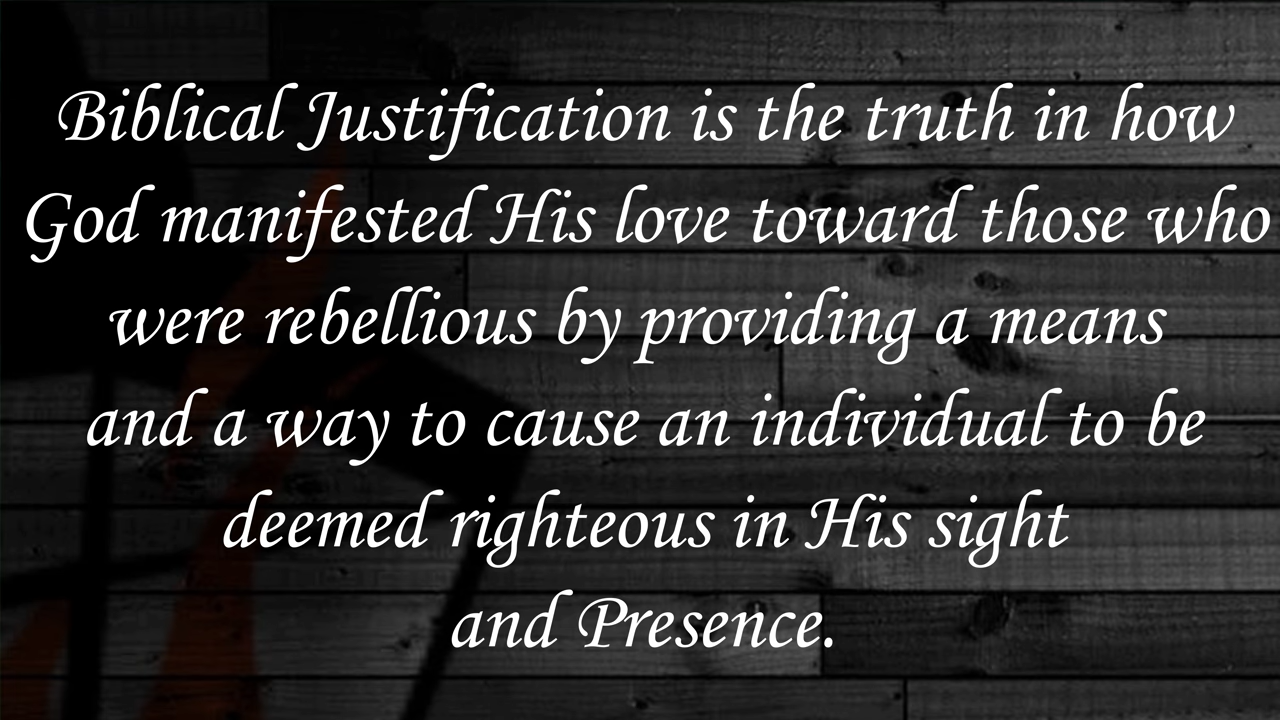 Biblical Justification is the truth in how
God manifested His love toward those who
were rebellious by providing a means
and a way to cause an individual to be
deemed righteous in His sight
and Presence.